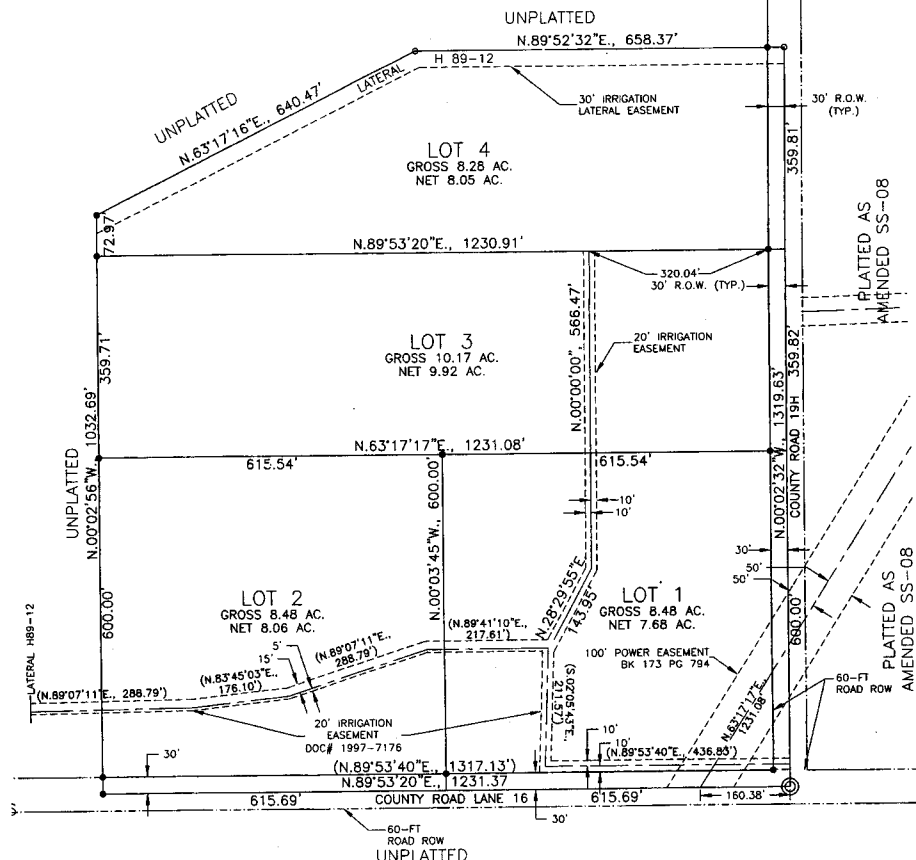 UNPLATTED
N.89°52'32"E., 658.37'
H 89-12
LATERAL
UNPLATTED
N.63°17'16"E., 640.47'
30' IRRIGATION
LATERAL EASEMENT
30' R.O.W.
(TYP.)
359.81'
LOT 4
GROSS 8.28 AC.
NET 8.05 AC.
PLATTED AS
AMENDED SS-08
72.97'
N.89°53'20"E., 1230.91'
320.04'
30' R.O.W. (TYP.)
LOT 3
GROSS 10.17 AC.
NET 9.92 AC.
N.00°00'00" 566.47'
20' IRRIGATION
EASEMENT
359.71'
359.82'
UNPLATTED
N.00°02'56"W., 1032.69'
N.00°02'32"W., 1319.63'
COUNTY ROAD 19H
N.63°17'17"E., 1231.08'
615.54'
615.54'
10'
10'
N.00°03'45"W., 600.00'
30'
50'
50'
LOT 2
GROSS 8.48 AC.
NET 8.06 AC.
N.28°29'55"E.
143.95'
LOT 1
GROSS 8.48 AC.
NET 7.68 AC.
600.00'
600.00'
PLATTED AS
AMENDED SS-08
LATERAL H89-12
(N.89°07'11"E., 288.79')
(N.83°45'03"E.,
176.10')
15'
5'
(N.89°07'11"E.,
288.79')
(N.89°41'10"E.,
217.61')
100' POWER EASEMENT
BK 173 PG 794
(S.02°05'43"E.,
211.57')
N.63°17'17"E.,
1231.08'
60-FT
ROAD ROW
20' IRRIGATION
EASEMENT
DOC# 1997-7176
30'
10'
10'
(N.89°53'40"E., 436.83')
(N.89°53'40"E., 1317.13')
N.89°53'20"E., 1231.37
615.69'
COUNTY ROAD LANE 16
615.69'
160.38'
30'
60-FT
ROAD ROW
UNPLATTED